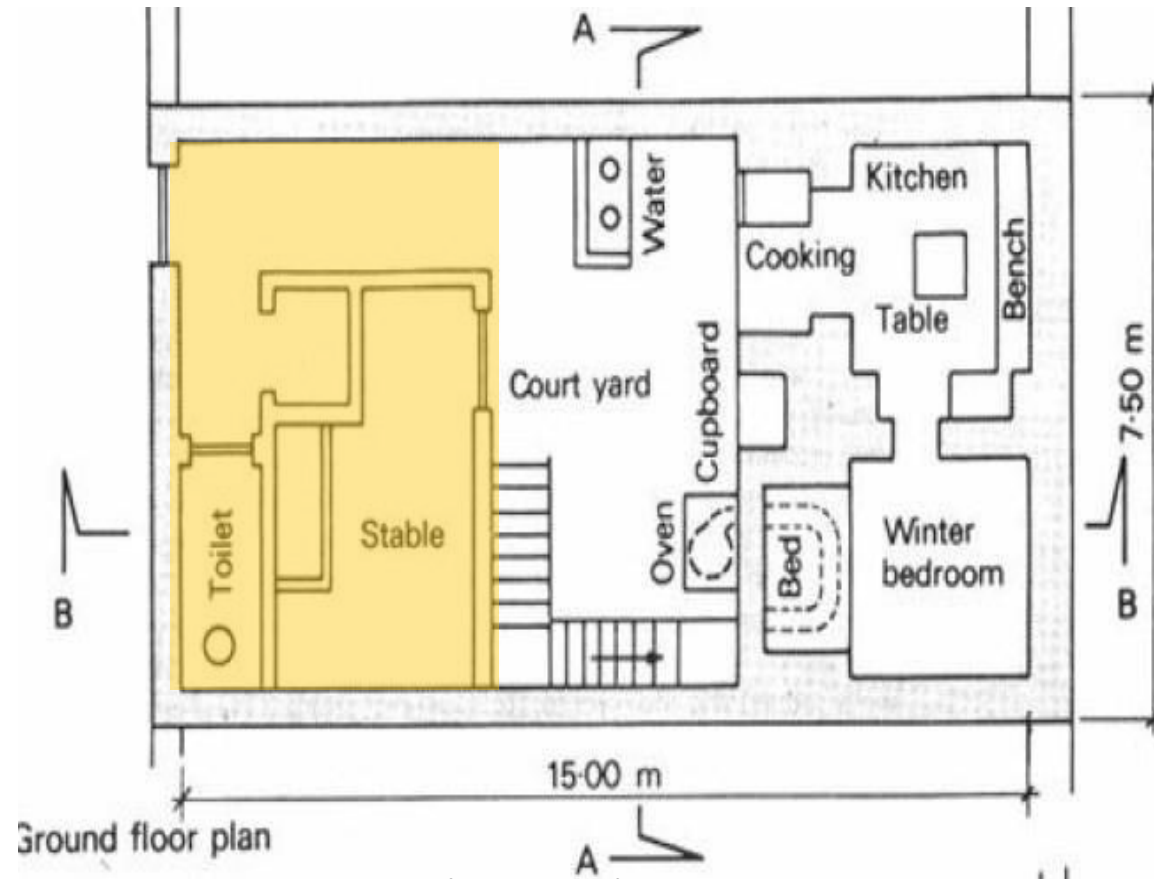 A
Kitchen
Water
Cooking
Bench
Table
Court yard
Cupboard
7·50 m
Toilet
Stable
Oven
Bed
Winter
bedroom
B
B
15·00 m
Ground floor plan
A